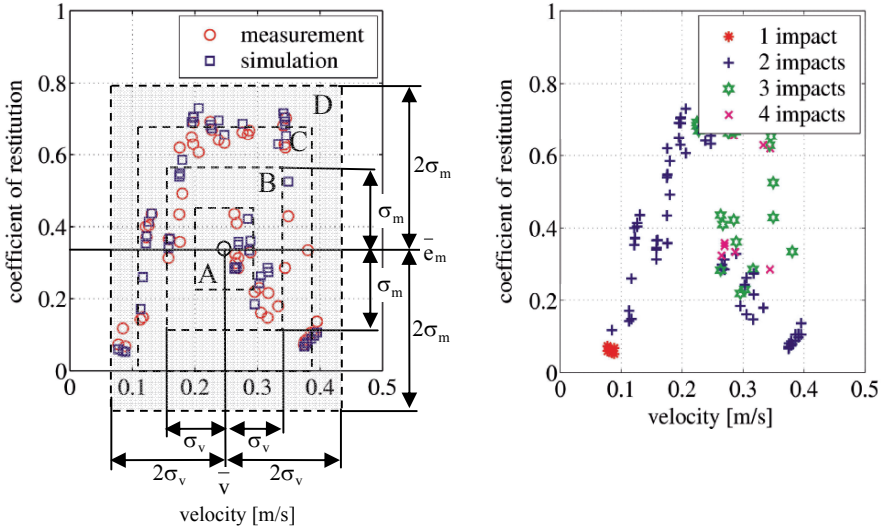 measurement
simulation
1
0.8
0.6
0.4
0.2
0
coefficient of restitution
D
C
B
A
2σm
σm
e̅m
σm
2σm
0 0.1 0.2 0.3 0.4 0.5
σv σv
2σv v̅ 2σv
velocity [m/s]
1 impact
2 impacts
3 impacts
4 impacts
1
0.8
0.6
0.4
0.2
0
coefficient of restitution
0 0.1 0.2 0.3 0.4 0.5
velocity [m/s]